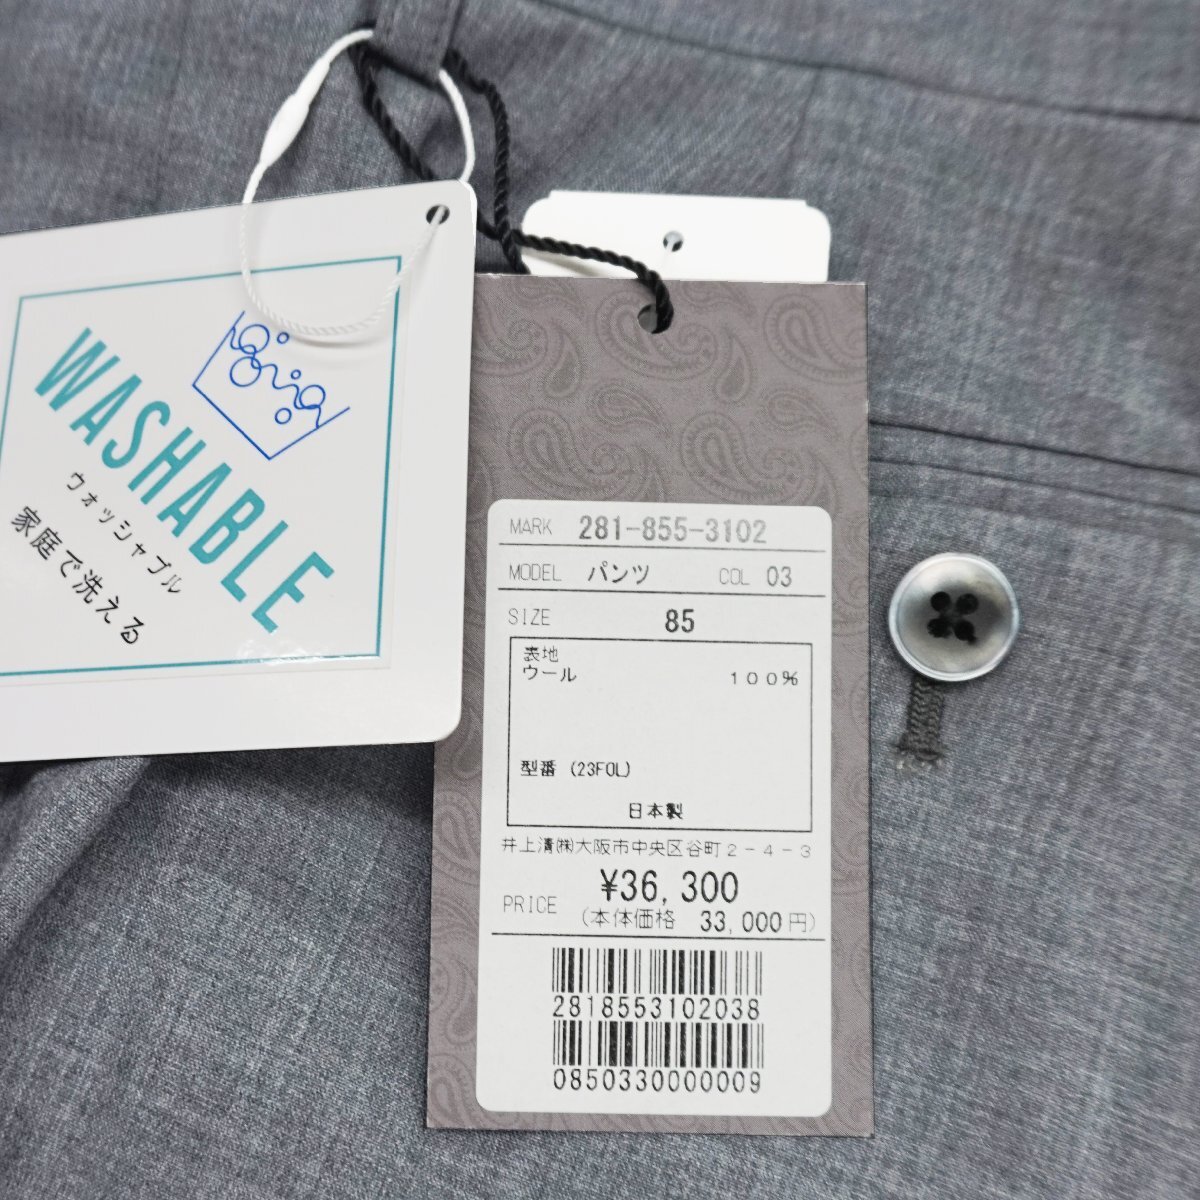 WASHABLE
ウォッシャブル
家庭で洗える
MARK 281-855-3102
MODEL パンツ COL 03
SIZE 85
表地
ウール 100%
型番 (23FOL)
日本製
井上清㈱大阪市中央区谷町2-4-3
PRICE ¥36,300
(本体価格 33,000円)
2818553102038
0850330000009